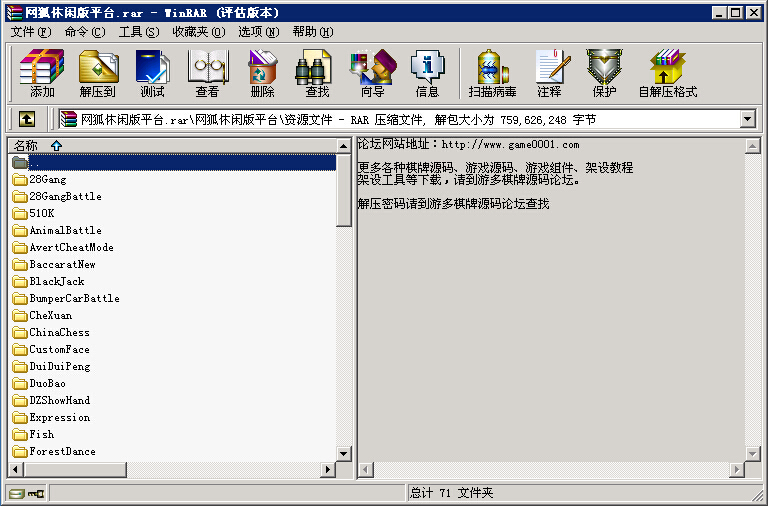 网狐休闲版平台.rar - WinRAR (评估版本)
文件(F) 命令(C) 工具(S) 收藏夹(O) 选项(N) 帮助(H)
添加 解压到 测试 查看 删除 查找 向导 信息 扫描病毒 注释 保护 自解压格式
网狐休闲版平台.rar\网狐休闲版平台\资源文件 - RAR 压缩文件, 解包大小为 759,626,248 字节
名称
..
28Gang
28GangBattle
510K
AnimalBattle
AvertCheatMode
BaccaratNew
BlackJack
BumperCarBattle
CheXuan
ChinaChess
CustomFace
DuiDuiPeng
DuoBao
DZShowHand
Expression
Fish
ForestDance
论坛网站地址：http://www.game0001.com
更多各种棋牌源码、游戏源码、游戏组件、架设教程
架设工具等下载，请到游多棋牌源码论坛。
解压密码请到游多棋牌源码论坛查找
总计 71 文件夹